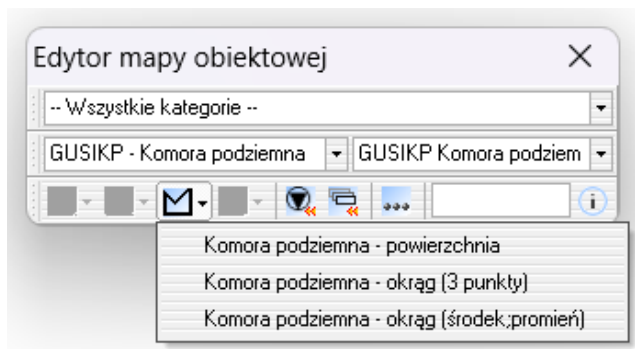 Edytor mapy obiektowej
-- Wszystkie kategorie --
GUSIKP - Komora podziemna GUSIKP Komora podziem
Komora podziemna - powierzchnia
Komora podziemna - okrąg (3 punkty)
Komora podziemna - okrąg (środek;promień)